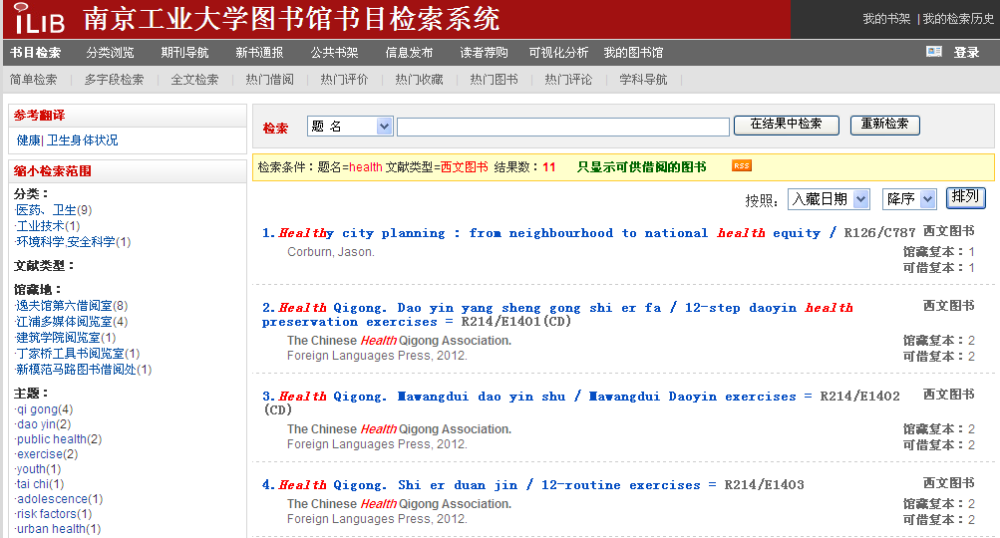 iLIB 南京工业大学图书馆书目检索系统
我的书架 | 我的检索历史
书目检索 分类浏览 期刊导航 新书通报 公共书架 信息发布 读者荐购 可视化分析 我的图书馆 登录
简单检索 多字段检索 全文检索 热门借阅 热门评价 热门收藏 热门图书 热门评论 学科导航
参考翻译
健康| 卫生身体状况
缩小检索范围
分类：
·医药、卫生(9)
·工业技术(1)
·环境科学,安全科学(1)
文献类型：
馆藏地：
·逸夫馆第六借阅室(8)
·江浦多媒体阅览室(4)
·建筑学院阅览室(1)
·丁家桥工具书阅览室(1)
·新模范马路图书借阅处(1)
主题：
·qi gong(4)
·dao yin(2)
·public health(2)
·exercise(2)
·youth(1)
·tai chi(1)
·adolescence(1)
·risk factors(1)
·urban health(1)
检索 题 名 在结果中检索 重新检索
检索条件：题名=health 文献类型=西文图书 结果数：11 只显示可供借阅的图书 RSS
按照： 入藏日期 降序 排列
1.Healthy city planning : from neighbourhood to national health equity / R126/C787 西文图书
Corburn, Jason.
馆藏复本：1
可借复本：1
2.Health Qigong. Dao yin yang sheng gong shi er fa / 12-step daoyin health 西文图书
preservation exercises = R214/E1401(CD)
The Chinese Health Qigong Association.
Foreign Languages Press, 2012.
馆藏复本：2
可借复本：2
3.Health Qigong. Mawangdui dao yin shu / Mawangdui Daoyin exercises = R214/E1402 西文图书
(CD)
The Chinese Health Qigong Association.
Foreign Languages Press, 2012.
馆藏复本：2
可借复本：2
4.Health Qigong. Shi er duan jin / 12-routine exercises = R214/E1403 西文图书
The Chinese Health Qigong Association.
Foreign Languages Press, 2012.
馆藏复本：2
可借复本：2